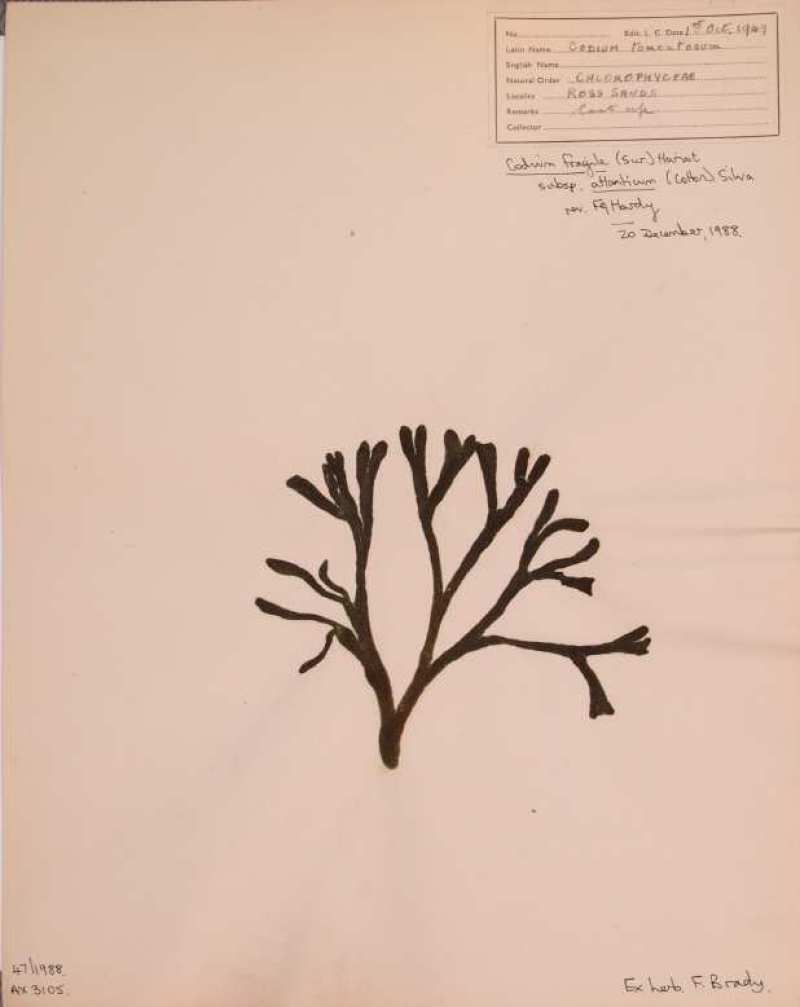 No. Edit. L. C. Date 1st Oct. 1947
Latin Name Codium tomentosum
English Name
Natural Order CHLOROPHYCEAE
Locality ROSS SANDS
Remarks Cast up
Collector
Codium fragile (Sur.) Hariot
subsp. atlanticum (Cotton) Silva
rev. FG Hardy
20 December, 1988.
47/1988.
AX 3105.
Ex herb. F. Brady.